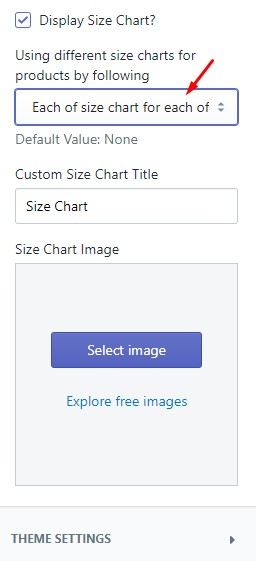 Display Size Chart?
Using different size charts for
products by following
Each of size chart for each of
Default Value: None
Custom Size Chart Title
Size Chart
Size Chart Image
Select image
Explore free images
THEME SETTINGS